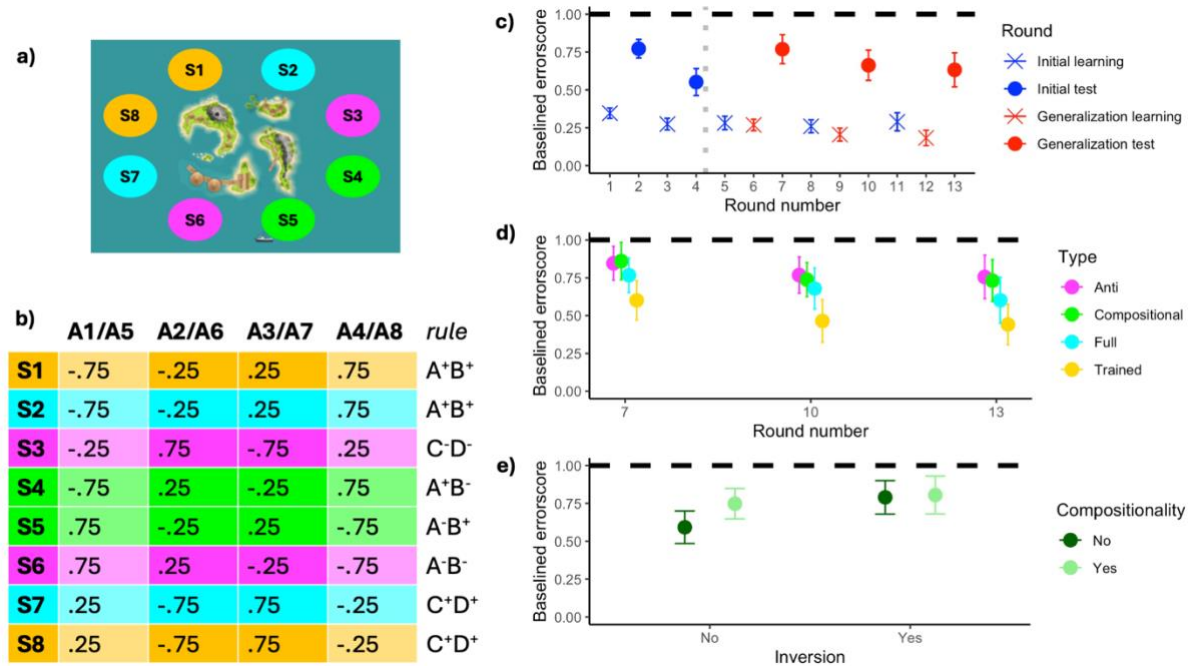 a)
S1 S2
S8 S3
S7 S4
S6 S5
b)
A1/A5 A2/A6 A3/A7 A4/A8 rule
S1 -.75 -.25 .25 .75 A⁺B⁺
S2 -.75 -.25 .25 .75 A⁺B⁺
S3 -.25 .75 -.75 .25 C⁻D⁻
S4 -.75 .25 -.25 .75 A⁺B⁻
S5 .75 -.25 .25 -.75 A⁻B⁺
S6 .75 .25 -.25 -.75 A⁻B⁻
S7 .25 -.75 .75 -.25 C⁺D⁺
S8 .25 -.75 .75 -.25 C⁺D⁺
c)
Baselined errorscore
1.00
0.75
0.50
0.25
0.00
1 2 3 4 5 6 7 8 9 10 11 12 13
Round number
Round
Initial learning
Initial test
Generalization learning
Generalization test
d)
Baselined errorscore
1.00
0.75
0.50
0.25
0.00
7 10 13
Round number
Type
Anti
Compositional
Full
Trained
e)
Baselined errorscore
1.00
0.75
0.50
0.25
0.00
No Yes
Inversion
Compositionality
No
Yes